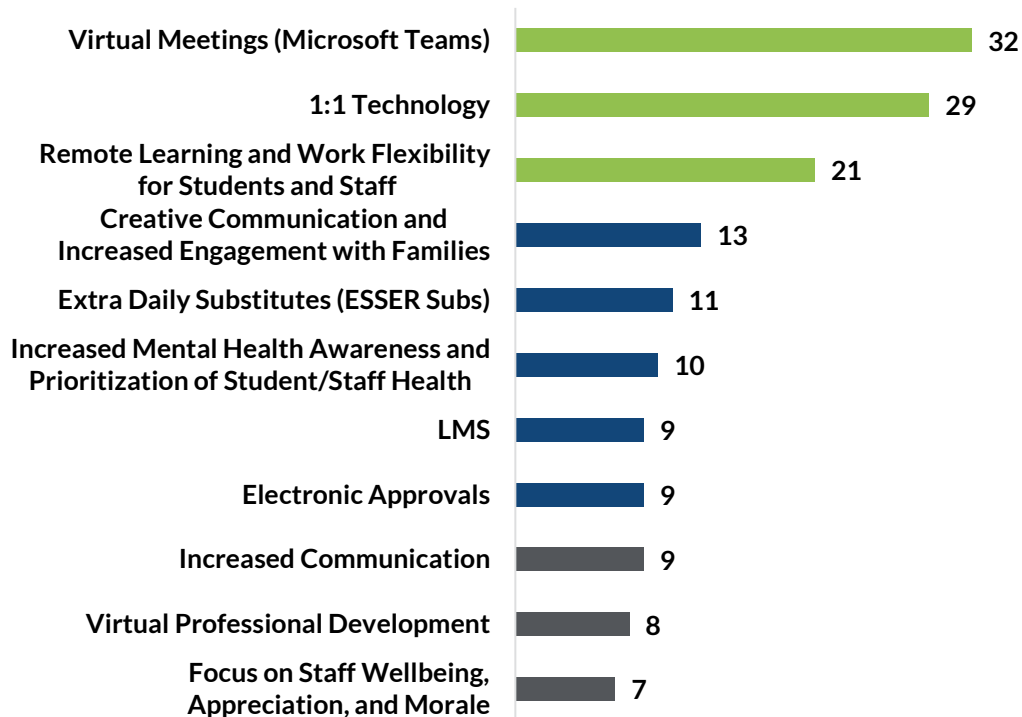 Virtual Meetings (Microsoft Teams) 32
1:1 Technology 29
Remote Learning and Work Flexibility
for Students and Staff 21
Creative Communication and
Increased Engagement with Families 13
Extra Daily Substitutes (ESSER Subs) 11
Increased Mental Health Awareness and
Prioritization of Student/Staff Health 10
LMS 9
Electronic Approvals 9
Increased Communication 9
Virtual Professional Development 8
Focus on Staff Wellbeing,
Appreciation, and Morale 7